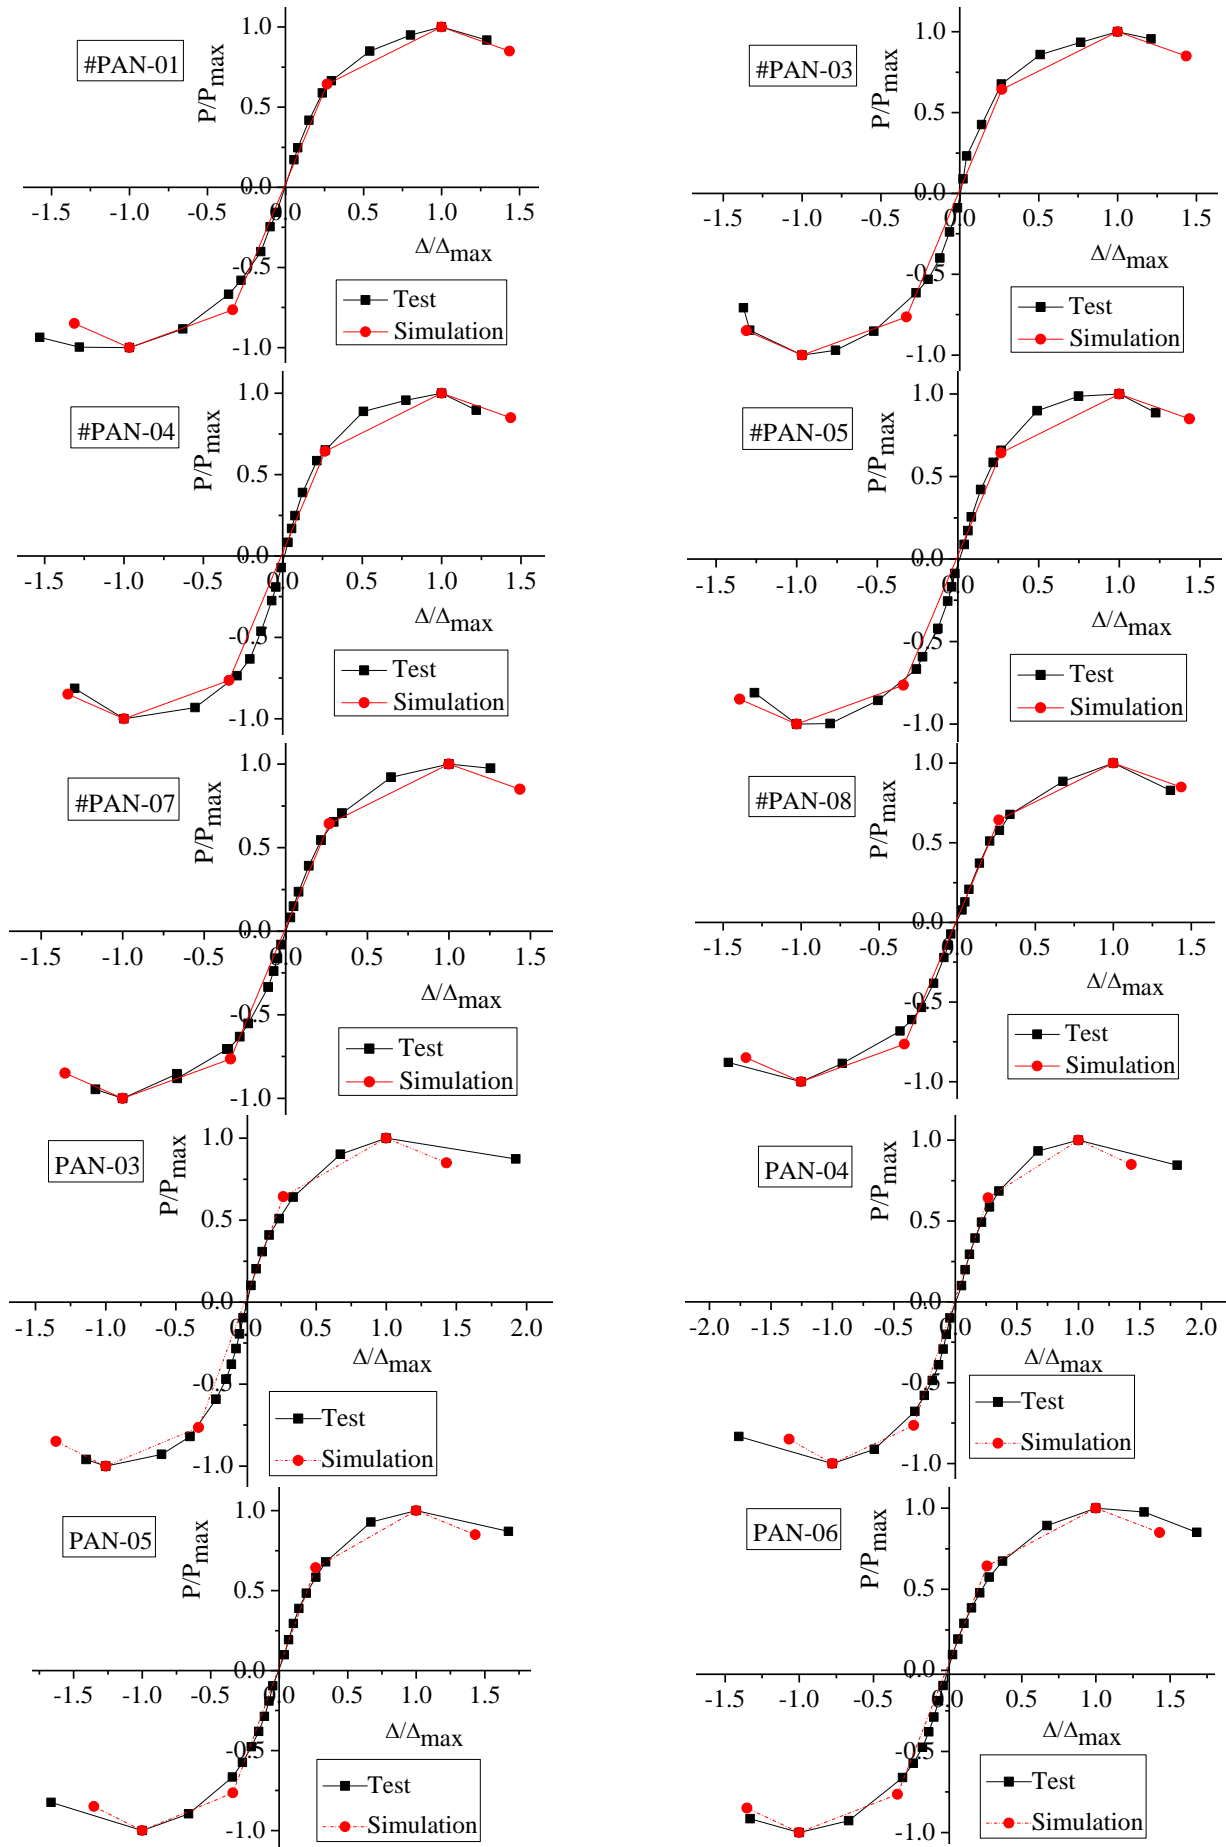 #PAN-01
P/Pmax
1.0
0.5
0.0
-0.5
-1.0
-1.5 -1.0 -0.5 0.0 0.5 1.0 1.5
Δ/Δmax
Test
Simulation
#PAN-03
P/Pmax
1.0
0.5
0.0
-0.5
-1.0
-1.5 -1.0 -0.5 0.0 0.5 1.0 1.5
Δ/Δmax
Test
Simulation
#PAN-04
P/Pmax
1.0
0.5
0.0
-0.5
-1.0
-1.5 -1.0 -0.5 0.0 0.5 1.0 1.5
Δ/Δmax
Test
Simulation
#PAN-05
P/Pmax
1.0
0.5
0.0
-0.5
-1.0
-1.5 -1.0 -0.5 0.0 0.5 1.0 1.5
Δ/Δmax
Test
Simulation
#PAN-07
P/Pmax
1.0
0.5
0.0
-0.5
-1.0
-1.5 -1.0 -0.5 0.0 0.5 1.0 1.5
Δ/Δmax
Test
Simulation
#PAN-08
P/Pmax
1.0
0.5
0.0
-0.5
-1.0
-1.5 -1.0 -0.5 0.0 0.5 1.0 1.5
Δ/Δmax
Test
Simulation
PAN-03
P/Pmax
1.0
0.5
0.0
-0.5
-1.0
-1.5 -1.0 -0.5 0.0 0.5 1.0 1.5 2.0
Δ/Δmax
Test
Simulation
PAN-04
P/Pmax
1.0
0.5
0.0
-0.5
-1.0
-2.0 -1.5 -1.0 -0.5 0.0 0.5 1.0 1.5 2.0
Δ/Δmax
Test
Simulation
PAN-05
P/Pmax
1.0
0.5
0.0
-0.5
-1.0
-1.5 -1.0 -0.5 0.0 0.5 1.0 1.5
Δ/Δmax
Test
Simulation
PAN-06
P/Pmax
1.0
0.5
0.0
-0.5
-1.0
-1.5 -1.0 -0.5 0.0 0.5 1.0 1.5
Δ/Δmax
Test
Simulation